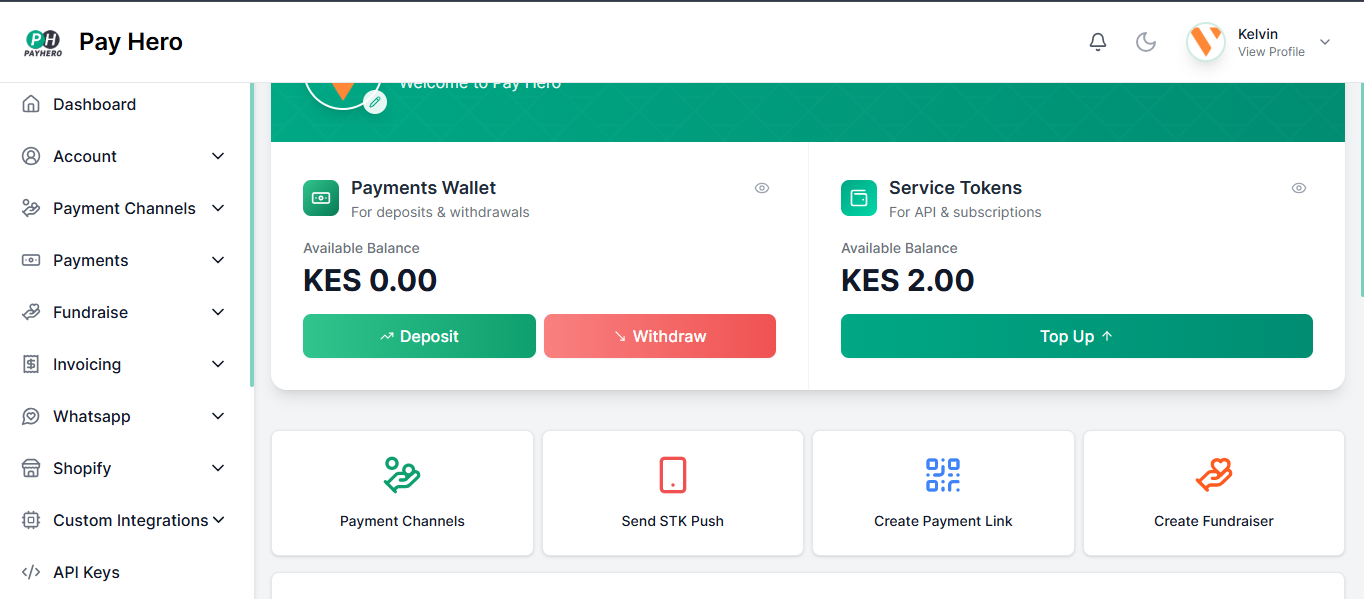 PH
PAYHERO
Pay Hero
Kelvin
View Profile
Dashboard
Account
Payment Channels
Payments
Fundraise
Invoicing
Whatsapp
Shopify
Custom Integrations
API Keys
Welcome to Pay Hero
Payments Wallet
For deposits & withdrawals
Available Balance
KES 0.00
Deposit
Withdraw
Service Tokens
For API & subscriptions
Available Balance
KES 2.00
Top Up
Payment Channels
Send STK Push
Create Payment Link
Create Fundraiser